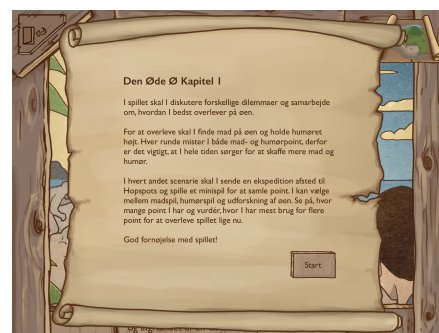 Den Øde Ø Kapitel 1
I spillet skal I diskutere forskellige dilemmaer og samarbejde
om, hvordan I bedst overlever på øen.
For at overleve skal I finde mad på øen og holde humøret
højt. Hver runde mister I både mad- og humørpoint, derfor
er det vigtigt, at I hele tiden sørger for at skaffe mere mad og
humør.
I hvert andet scenarie skal I sende en ekspedition afsted til
Hopspots og spille et minispil for at samle point. I kan vælge
mellem madspil, humørspil og udforskning af øen. Se på, hvor
mange point I har og vurdér, hvor I har mest brug for flere
point for at overleve spillet lige nu.
God fornøjelse med spillet!
Start